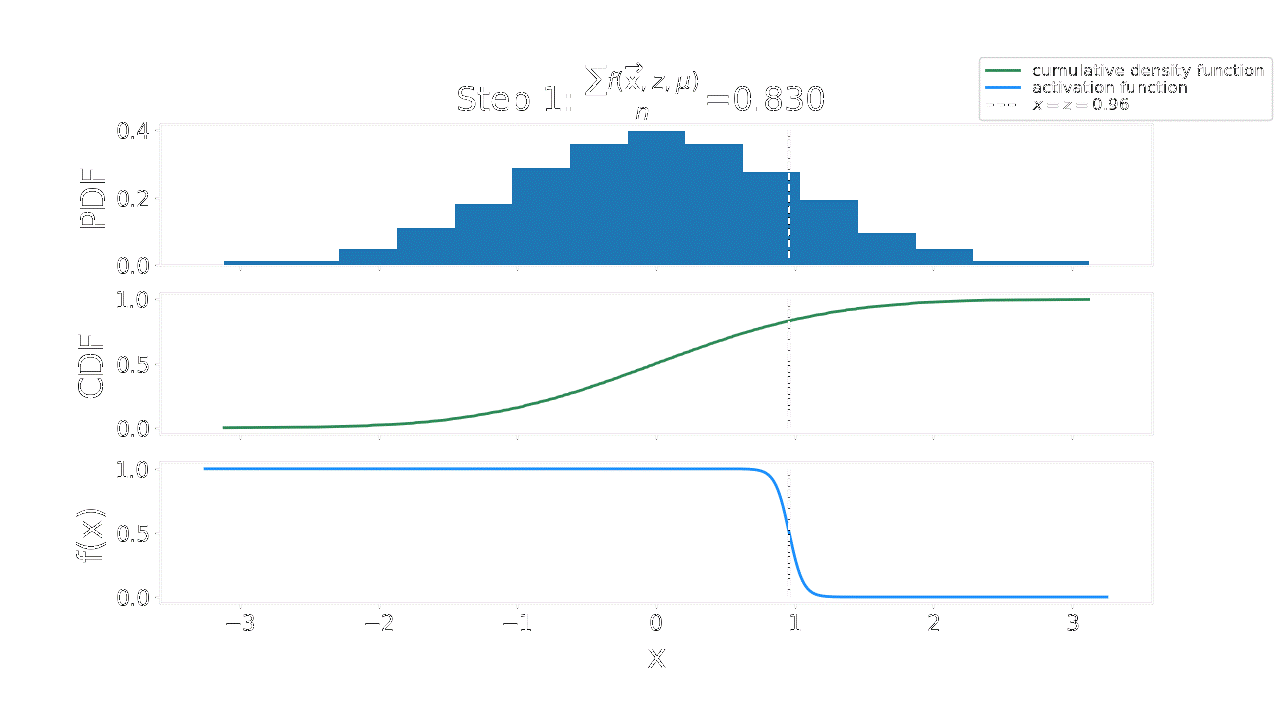 cumulative density function
activation function
x = z = 0.96
Step 1: ∑f(x⃗, z, μ)/n =0.830
PDF
0.4
0.2
0.0
CDF
1.0
0.5
0.0
f(x)
1.0
0.5
0.0
−3 −2 −1 0 1 2 3
x